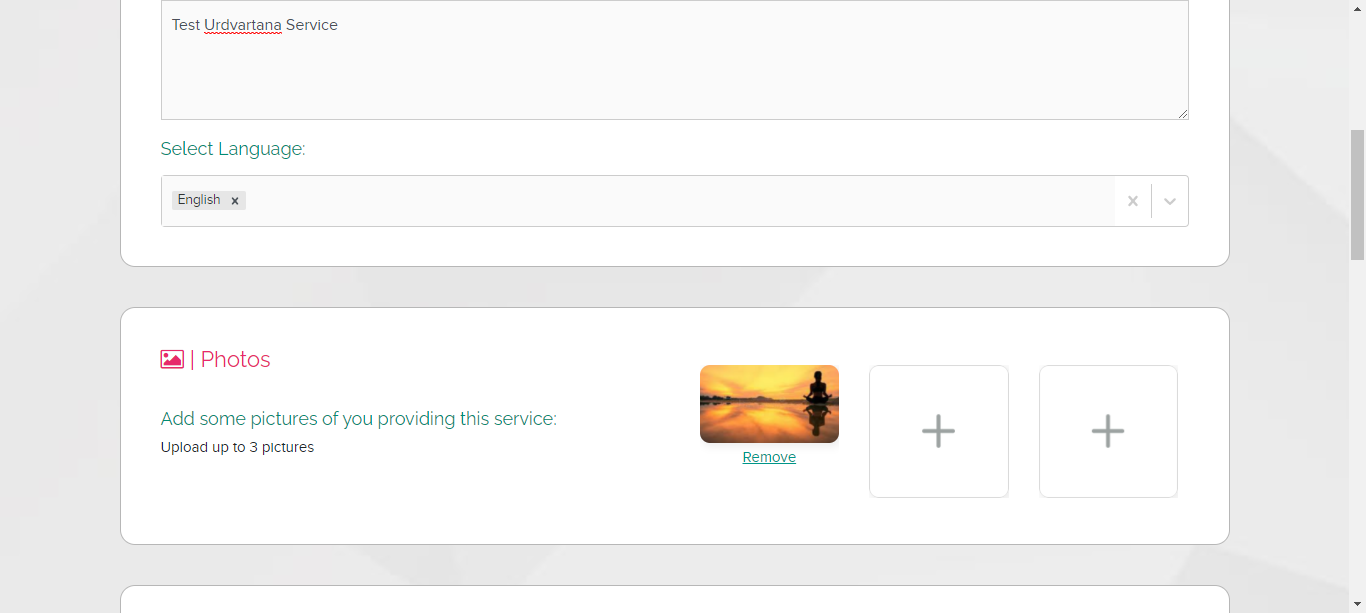 Test Urdvartana Service
Select Language:
English ×
| Photos
Add some pictures of you providing this service:
Upload up to 3 pictures
Remove